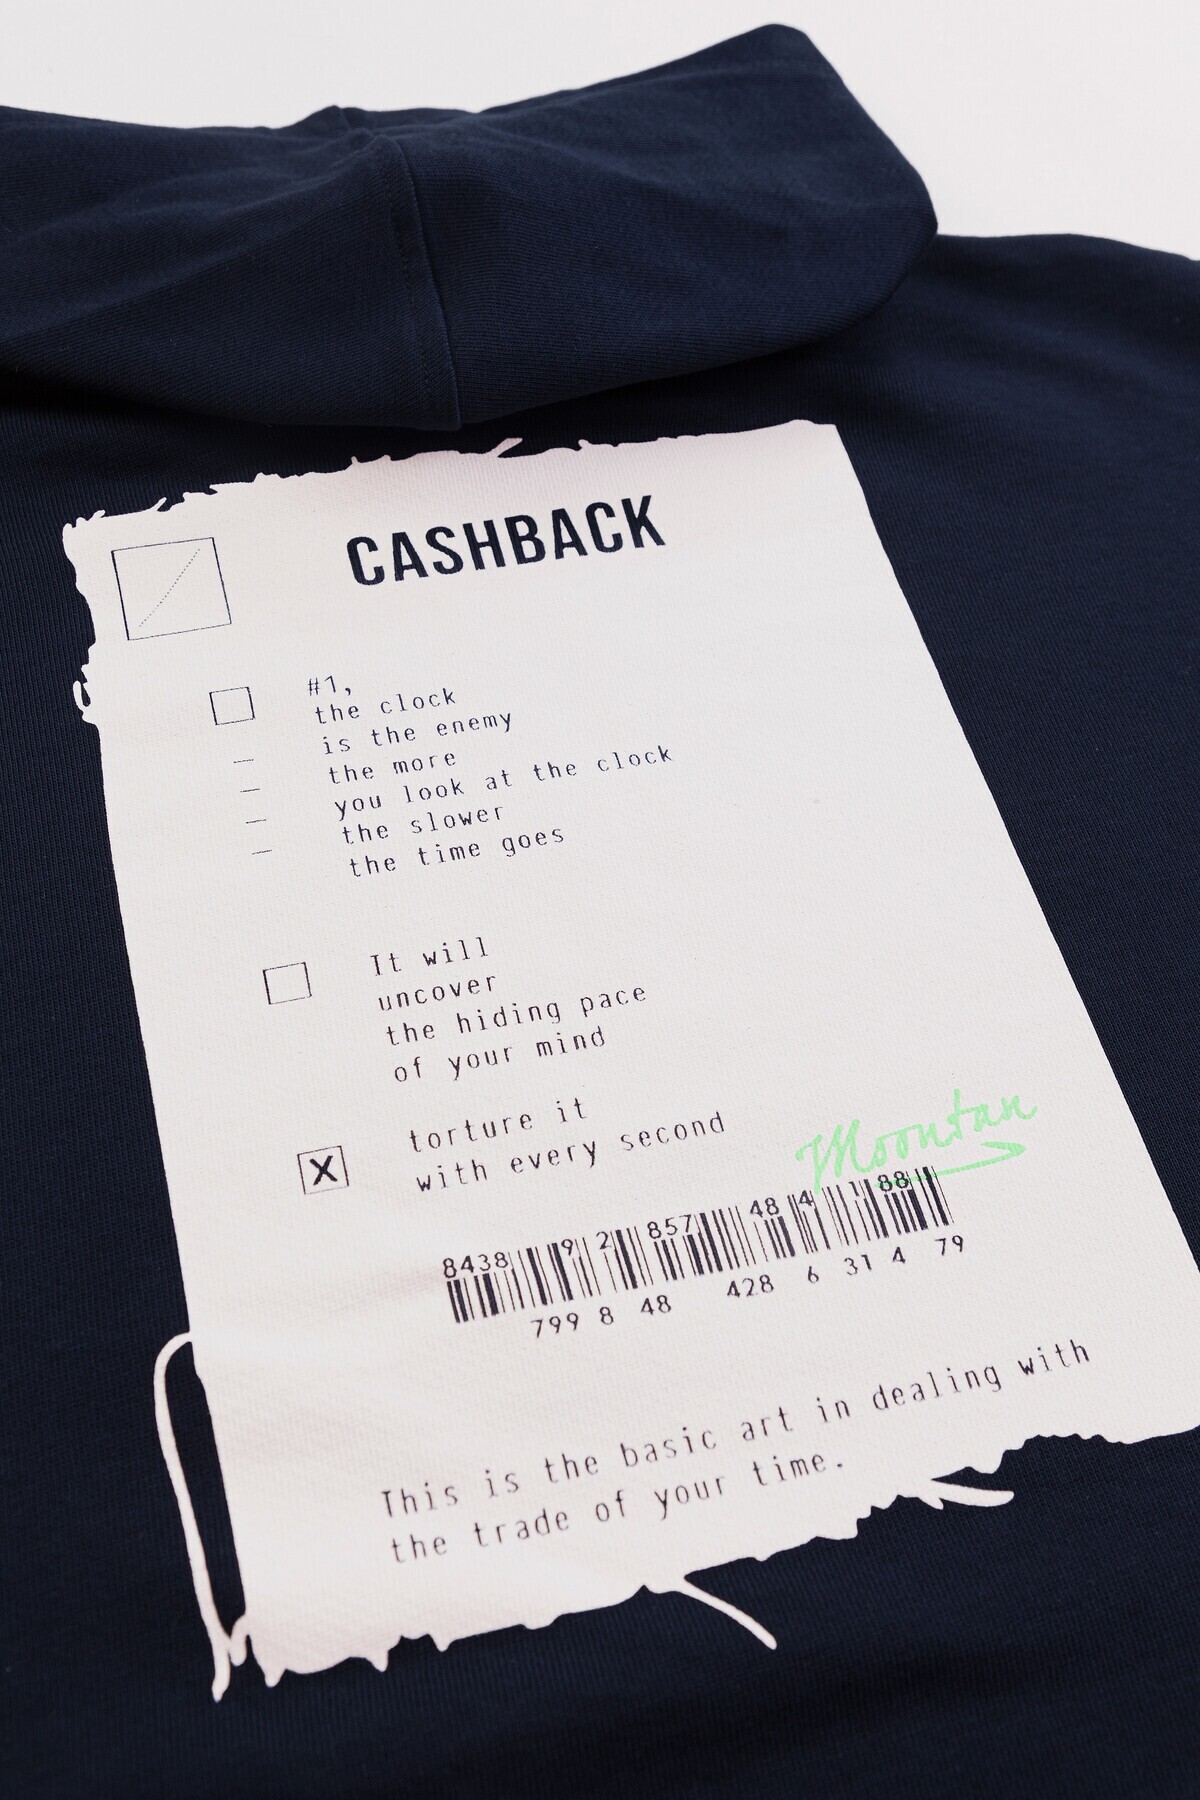 CASHBACK
#1,
the clock
is the enemy
the more
you look at the clock
the slower
the time goes
It will
uncover
the hiding pace
of your mind
torture it
X with every second
Moontan
8438 9 2 857 48 4 1 88
799 8 48 428 6 31 4 79
This is the basic art in dealing with
the trade of your time.